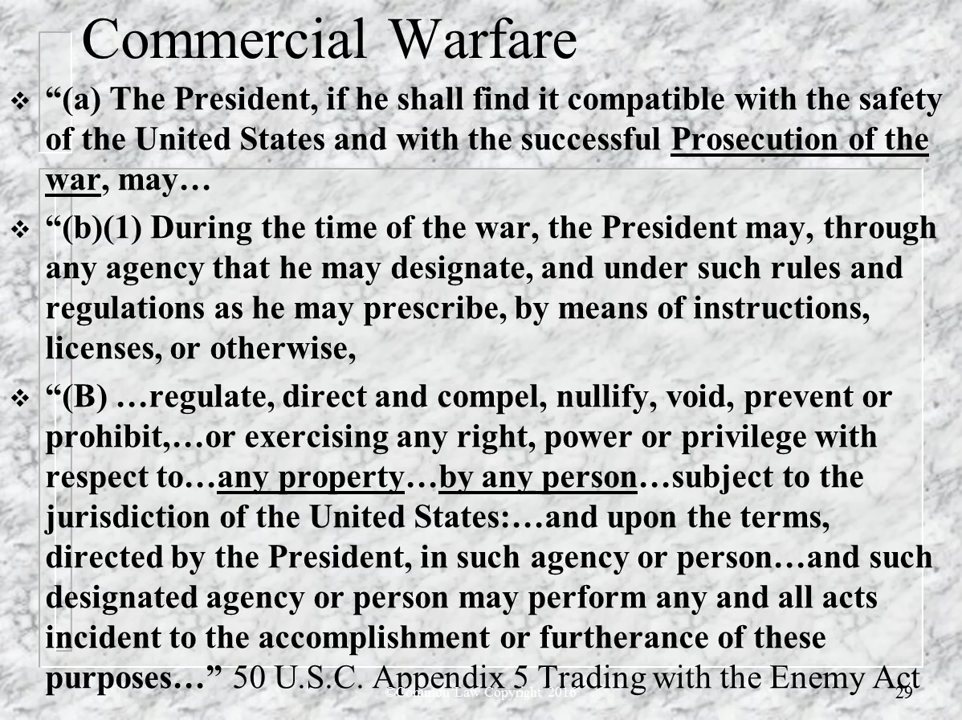 Commercial Warfare
❖ “(a) The President, if he shall find it compatible with the safety
of the United States and with the successful Prosecution of the
war, may…
❖ “(b)(1) During the time of the war, the President may, through
any agency that he may designate, and under such rules and
regulations as he may prescribe, by means of instructions,
licenses, or otherwise,
❖ “(B) …regulate, direct and compel, nullify, void, prevent or
prohibit,…or exercising any right, power or privilege with
respect to…any property…by any person…subject to the
jurisdiction of the United States:…and upon the terms,
directed by the President, in such agency or person…and such
designated agency or person may perform any and all acts
incident to the accomplishment or furtherance of these
purposes…” 50 U.S.C. Appendix 5 Trading with the Enemy Act
©Common Law Copyright 2016
29